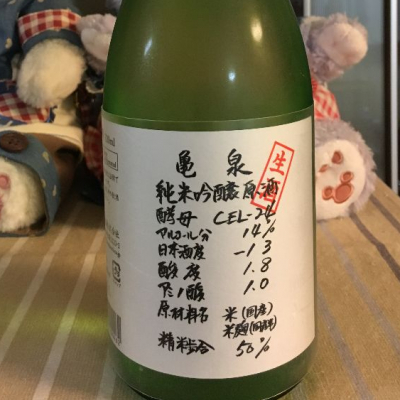 亀泉
生酒
純米吟醸原酒
酵母 CEL-24
アルコール分 14%
日本酒度 -13
酸度 1.8
アミノ酸 1.0
原材料名 米(国産)
米麹(国産米)
精米歩合 50%